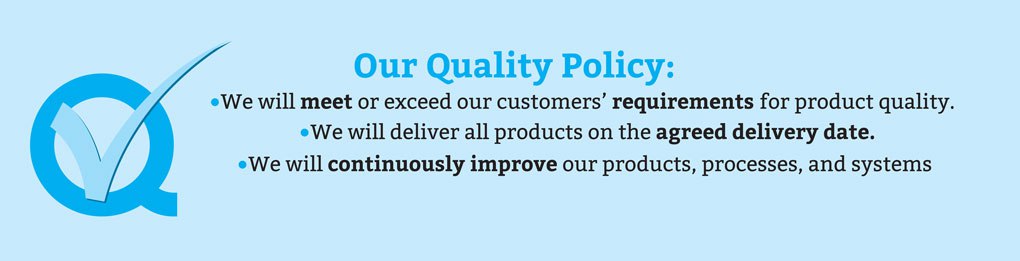 Our Quality Policy:
•We will meet or exceed our customers’ requirements for product quality.
•We will deliver all products on the agreed delivery date.
•We will continuously improve our products, processes, and systems